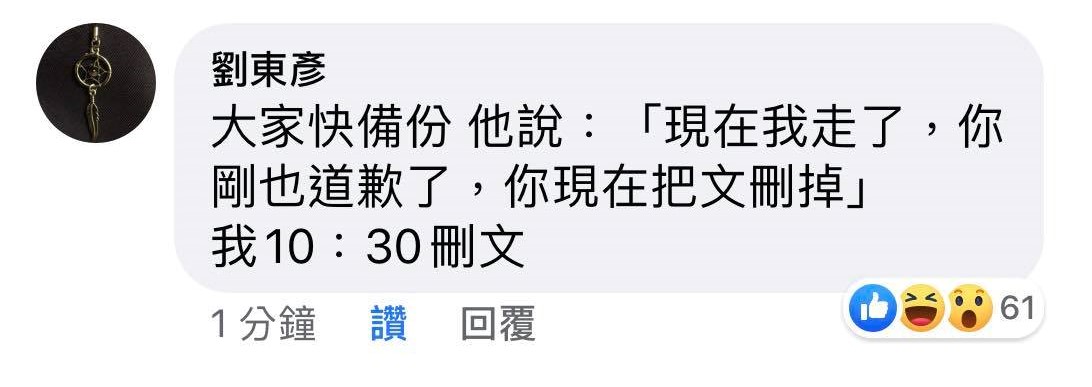 劉東彥
大家快備份 他說：「現在我走了，你
剛也道歉了，你現在把文刪掉」
我10：30刪文
1分鐘 讚 回覆 61